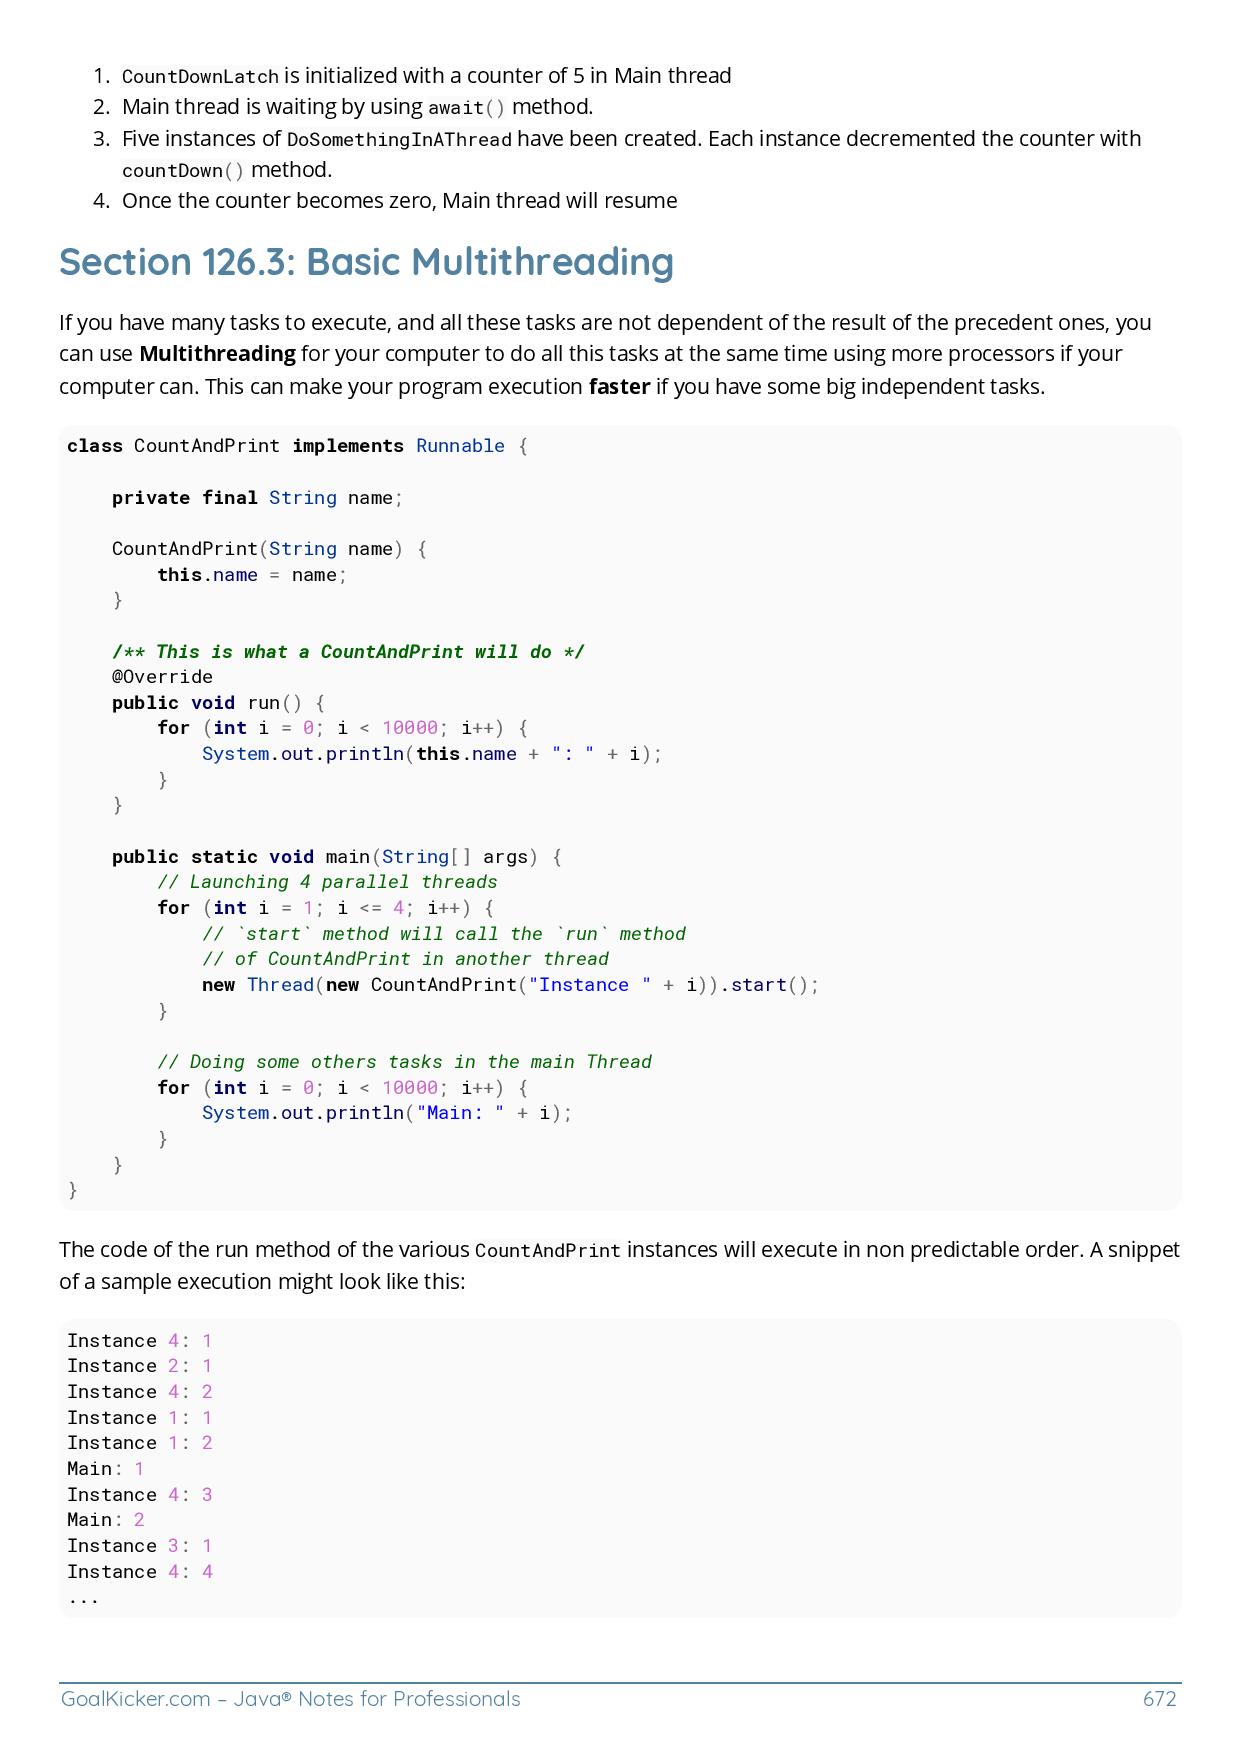 1. CountDownLatch is initialized with a counter of 5 in Main thread
2. Main thread is waiting by using await() method.
3. Five instances of DoSomethingInAThread have been created. Each instance decremented the counter with
countDown() method.
4. Once the counter becomes zero, Main thread will resume
Section 126.3: Basic Multithreading
If you have many tasks to execute, and all these tasks are not dependent of the result of the precedent ones, you
can use Multithreading for your computer to do all this tasks at the same time using more processors if your
computer can. This can make your program execution faster if you have some big independent tasks.
class CountAndPrint implements Runnable {
    private final String name;
    CountAndPrint(String name) {
        this.name = name;
    }
    /** This is what a CountAndPrint will do */
    @Override
    public void run() {
        for (int i = 0; i < 10000; i++) {
            System.out.println(this.name + ": " + i);
        }
    }
    public static void main(String[] args) {
        // Launching 4 parallel threads
        for (int i = 1; i <= 4; i++) {
            // `start` method will call the `run` method
            // of CountAndPrint in another thread
            new Thread(new CountAndPrint("Instance " + i)).start();
        }
        // Doing some others tasks in the main Thread
        for (int i = 0; i < 10000; i++) {
            System.out.println("Main: " + i);
        }
    }
}
The code of the run method of the various CountAndPrint instances will execute in non predictable order. A snippet
of a sample execution might look like this:
Instance 4: 1
Instance 2: 1
Instance 4: 2
Instance 1: 1
Instance 1: 2
Main: 1
Instance 4: 3
Main: 2
Instance 3: 1
Instance 4: 4
...
GoalKicker.com – Java® Notes for Professionals 672